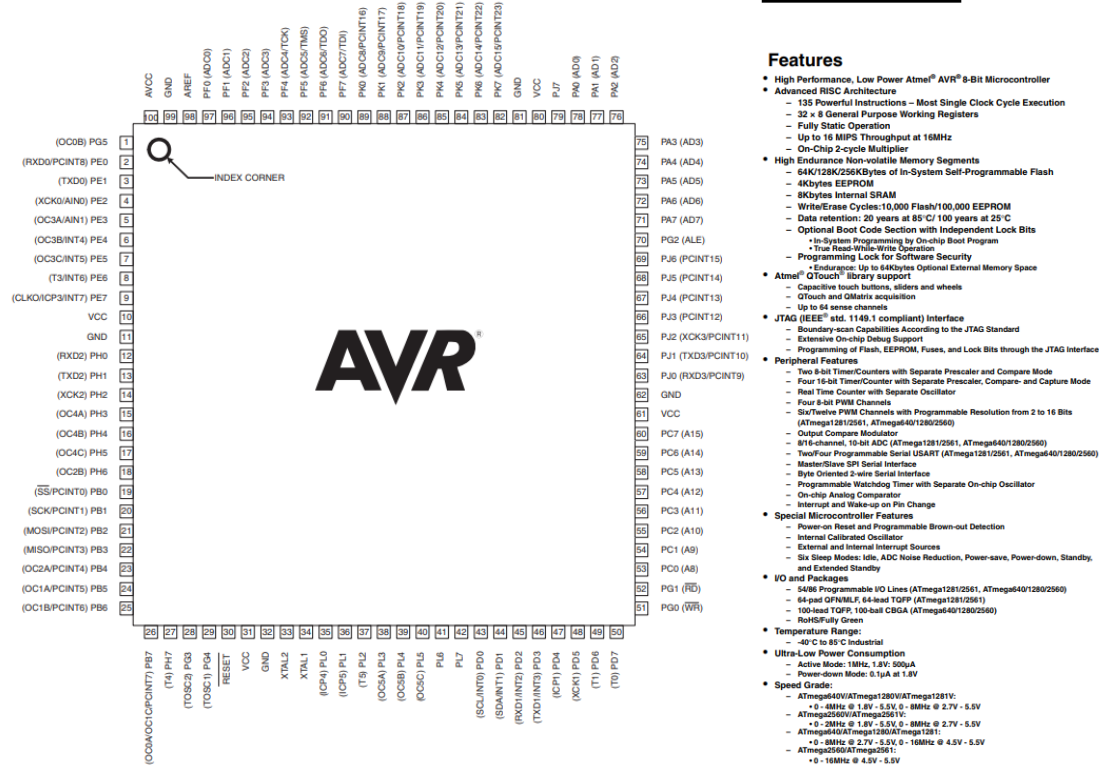 AVCC
GND
AREF
PF0 (ADC0)
PF1 (ADC1)
PF2 (ADC2)
PF3 (ADC3)
PF4 (ADC4/TCK)
PF5 (ADC5/TMS)
PF6 (ADC6/TDO)
PF7 (ADC7/TDI)
PK0 (ADC8/PCINT16)
PK1 (ADC9/PCINT17)
PK2 (ADC10/PCINT18)
PK3 (ADC11/PCINT19)
PK4 (ADC12/PCINT20)
PK5 (ADC13/PCINT21)
PK6 (ADC14/PCINT22)
PK7 (ADC15/PCINT23)
GND
VCC
PJ7
PA0 (AD0)
PA1 (AD1)
PA2 (AD2)
100 99 98 97 96 95 94 93 92 91 90 89 88 87 86 85 84 83 82 81 80 79 78 77 76
(OC0B) PG5 1
(RXD0/PCINT8) PE0 2
(TXD0) PE1 3
(XCK0/AIN0) PE2 4
(OC3A/AIN1) PE3 5
(OC3B/INT4) PE4 6
(OC3C/INT5) PE5 7
(T3/INT6) PE6 8
(CLKO/ICP3/INT7) PE7 9
VCC 10
GND 11
(RXD2) PH0 12
(TXD2) PH1 13
(XCK2) PH2 14
(OC4A) PH3 15
(OC4B) PH4 16
(OC4C) PH5 17
(OC2B) PH6 18
(SS/PCINT0) PB0 19
(SCK/PCINT1) PB1 20
(MOSI/PCINT2) PB2 21
(MISO/PCINT3) PB3 22
(OC2A/PCINT4) PB4 23
(OC1A/PCINT5) PB5 24
(OC1B/PCINT6) PB6 25
INDEX CORNER
AVR®
75 PA3 (AD3)
74 PA4 (AD4)
73 PA5 (AD5)
72 PA6 (AD6)
71 PA7 (AD7)
70 PG2 (ALE)
69 PJ6 (PCINT15)
68 PJ5 (PCINT14)
67 PJ4 (PCINT13)
66 PJ3 (PCINT12)
65 PJ2 (XCK3/PCINT11)
64 PJ1 (TXD3/PCINT10)
63 PJ0 (RXD3/PCINT9)
62 GND
61 VCC
60 PC7 (A15)
59 PC6 (A14)
58 PC5 (A13)
57 PC4 (A12)
56 PC3 (A11)
55 PC2 (A10)
54 PC1 (A9)
53 PC0 (A8)
52 PG1 (RD)
51 PG0 (WR)
26 27 28 29 30 31 32 33 34 35 36 37 38 39 40 41 42 43 44 45 46 47 48 49 50
(OC0A/OC1C/PCINT7) PB7
(T4) PH7
(TOSC2) PG3
(TOSC1) PG4
RESET
VCC
GND
XTAL2
XTAL1
(ICP4) PL0
(ICP5) PL1
(T5) PL2
(OC5A) PL3
(OC5B) PL4
(OC5C) PL5
PL6
PL7
(SCL/INT0) PD0
(SDA/INT1) PD1
(RXD1/INT2) PD2
(TXD1/INT3) PD3
(ICP1) PD4
(XCK1) PD5
(T1) PD6
(T0) PD7
Features
• High Performance, Low Power Atmel® AVR® 8-Bit Microcontroller
• Advanced RISC Architecture
– 135 Powerful Instructions – Most Single Clock Cycle Execution
– 32 × 8 General Purpose Working Registers
– Fully Static Operation
– Up to 16 MIPS Throughput at 16MHz
– On-Chip 2-cycle Multiplier
• High Endurance Non-volatile Memory Segments
– 64K/128K/256KBytes of In-System Self-Programmable Flash
– 4Kbytes EEPROM
– 8Kbytes Internal SRAM
– Write/Erase Cycles:10,000 Flash/100,000 EEPROM
– Data retention: 20 years at 85°C/ 100 years at 25°C
– Optional Boot Code Section with Independent Lock Bits
• In-System Programming by On-chip Boot Program
• True Read-While-Write Operation
– Programming Lock for Software Security
• Endurance: Up to 64Kbytes Optional External Memory Space
• Atmel® QTouch® library support
– Capacitive touch buttons, sliders and wheels
– QTouch and QMatrix acquisition
– Up to 64 sense channels
• JTAG (IEEE® std. 1149.1 compliant) Interface
– Boundary-scan Capabilities According to the JTAG Standard
– Extensive On-chip Debug Support
– Programming of Flash, EEPROM, Fuses, and Lock Bits through the JTAG Interface
• Peripheral Features
– Two 8-bit Timer/Counters with Separate Prescaler and Compare Mode
– Four 16-bit Timer/Counter with Separate Prescaler, Compare- and Capture Mode
– Real Time Counter with Separate Oscillator
– Four 8-bit PWM Channels
– Six/Twelve PWM Channels with Programmable Resolution from 2 to 16 Bits
(ATmega1281/2561, ATmega640/1280/2560)
– Output Compare Modulator
– 8/16-channel, 10-bit ADC (ATmega1281/2561, ATmega640/1280/2560)
– Two/Four Programmable Serial USART (ATmega1281/2561, ATmega640/1280/2560)
– Master/Slave SPI Serial Interface
– Byte Oriented 2-wire Serial Interface
– Programmable Watchdog Timer with Separate On-chip Oscillator
– On-chip Analog Comparator
– Interrupt and Wake-up on Pin Change
• Special Microcontroller Features
– Power-on Reset and Programmable Brown-out Detection
– Internal Calibrated Oscillator
– External and Internal Interrupt Sources
– Six Sleep Modes: Idle, ADC Noise Reduction, Power-save, Power-down, Standby,
and Extended Standby
• I/O and Packages
– 54/86 Programmable I/O Lines (ATmega1281/2561, ATmega640/1280/2560)
– 64-pad QFN/MLF, 64-lead TQFP (ATmega1281/2561)
– 100-lead TQFP, 100-ball CBGA (ATmega640/1280/2560)
– RoHS/Fully Green
• Temperature Range:
– -40°C to 85°C Industrial
• Ultra-Low Power Consumption
– Active Mode: 1MHz, 1.8V: 500µA
– Power-down Mode: 0.1µA at 1.8V
• Speed Grade:
– ATmega640V/ATmega1280V/ATmega1281V:
• 0 - 4MHz @ 1.8V - 5.5V, 0 - 8MHz @ 2.7V - 5.5V
– ATmega2560V/ATmega2561V:
• 0 - 2MHz @ 1.8V - 5.5V, 0 - 8MHz @ 2.7V - 5.5V
– ATmega640/ATmega1280/ATmega1281:
• 0 - 8MHz @ 2.7V - 5.5V, 0 - 16MHz @ 4.5V - 5.5V
– ATmega2560/ATmega2561:
• 0 - 16MHz @ 4.5V - 5.5V